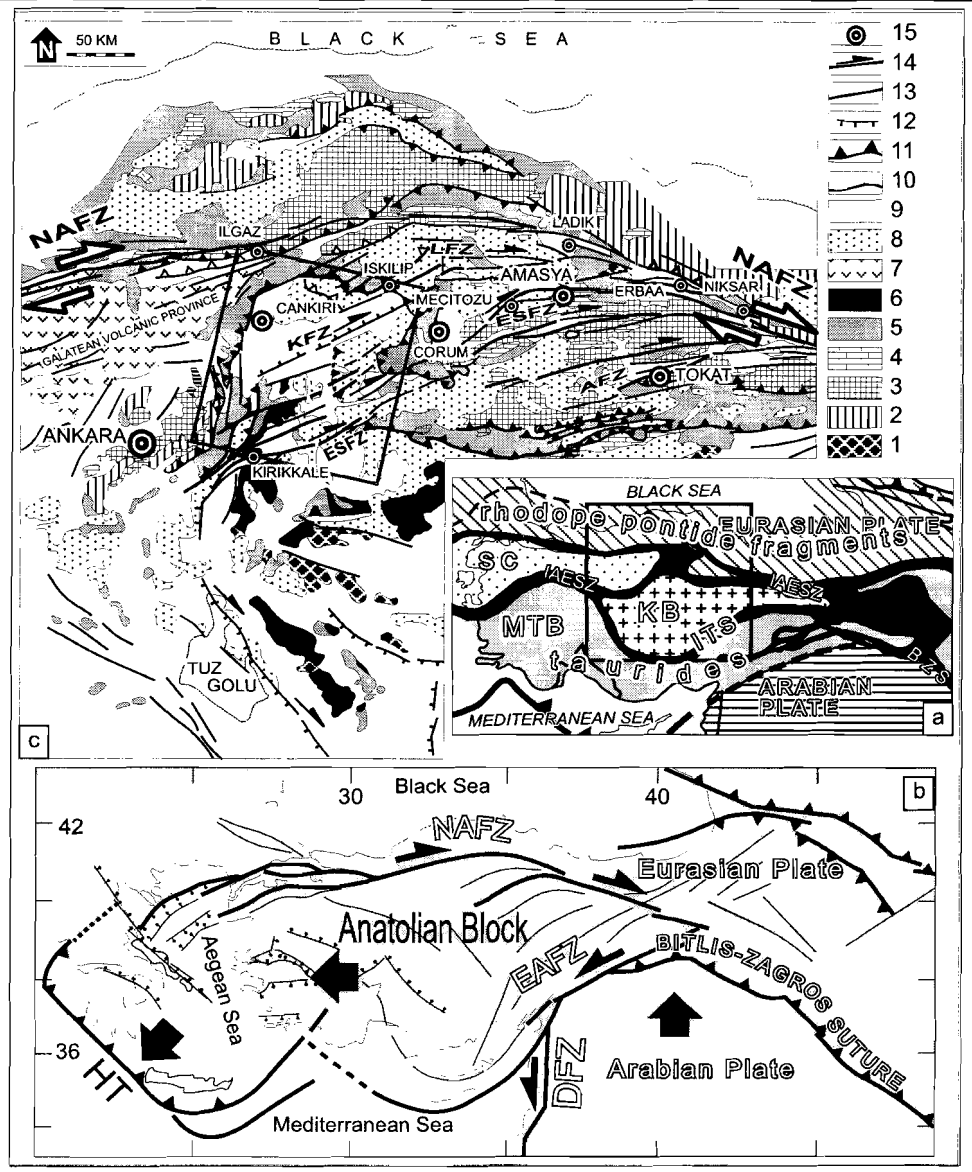 N
50 KM
BLACK SEA
15
14
13
12
11
10
9
8
7
6
5
4
3
2
1
NAFZ
ILGAZ
LADIK
LFZ
ISKILIP
AMASYA
NAFZ
ERBAA
NIKSAR
MECITOZU
CANKIRI
ESFZ
GALATEAN VOLCANIC PROVINCE
KFZ
CORUM
AFZ
TOKAT
ANKARA
ESFZ
KIRIKKALE
TUZ
GOLU
c
BLACK SEA
rhodope pontide fragments
EURASIAN PLATE
SC
IAESZ
IAESZ
KB
MTB
ITS
taurides
B.Z.S
ARABIAN
PLATE
MEDITERRANEAN SEA
a
30
Black Sea
40
b
42
NAFZ
Eurasian Plate
Anatolian Block
Aegean Sea
EAFZ
BITLIS-ZAGROS SUTURE
36
HT
DFZ
Arabian Plate
Mediterranean Sea